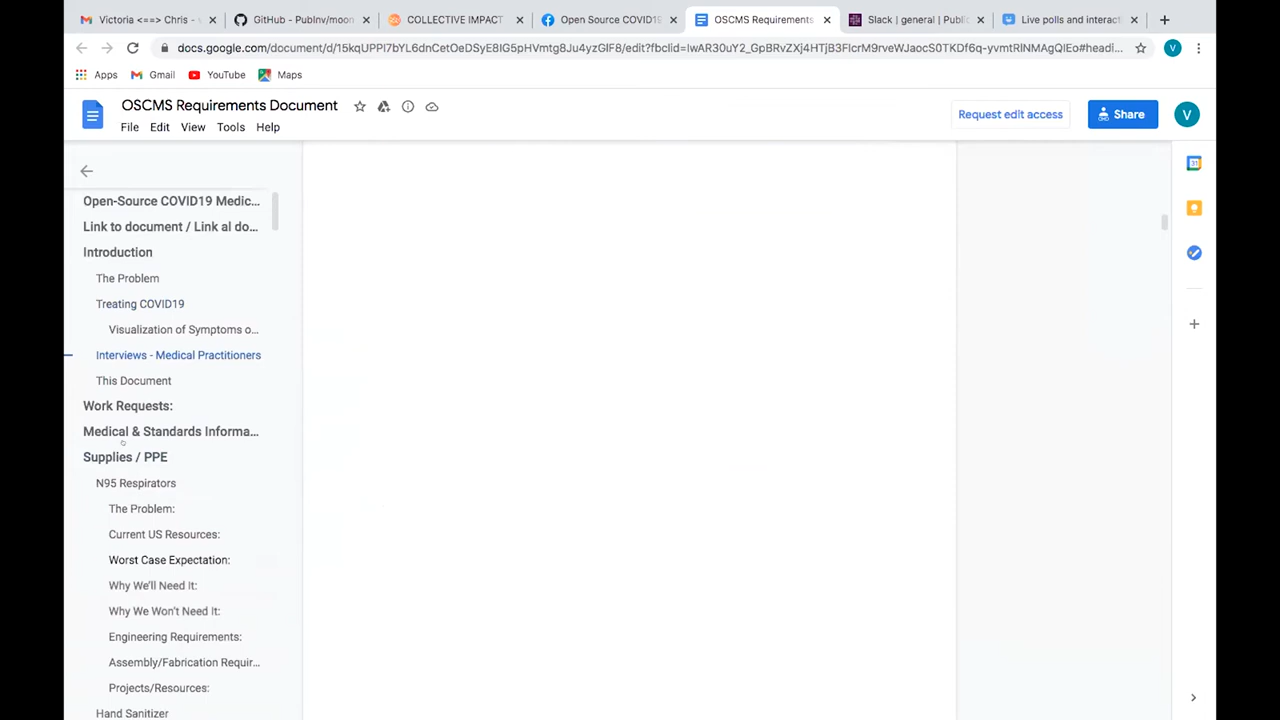 Victoria <==> Chris -
GitHub - PubInv/moon
COLLECTIVE IMPACT
Open Source COVID19
OSCMS Requirements
Slack | general | Public
Live polls and interact
docs.google.com/document/d/15kqUPPl7bYL6dnCetOeDSyE8IG5pHVmtg8Ju4yzGIF8/edit?fbclid=IwAR30uY2_GpBRvZXj4HTjB3FIcrM9rveWJaocS0TKDf6q-yvmtRlNMAgQlEo#headi...
V
Apps
Gmail
YouTube
Maps
OSCMS Requirements Document
File
Edit
View
Tools
Help
Request edit access
Share
V
Open-Source COVID19 Medic...
Link to document / Link al do...
Introduction
The Problem
Treating COVID19
Visualization of Symptoms o...
Interviews - Medical Practitioners
This Document
Work Requests:
Medical & Standards Informa...
Supplies / PPE
N95 Respirators
The Problem:
Current US Resources:
Worst Case Expectation:
Why We'll Need It:
Why We Won't Need It:
Engineering Requirements:
Assembly/Fabrication Requir...
Projects/Resources:
Hand Sanitizer